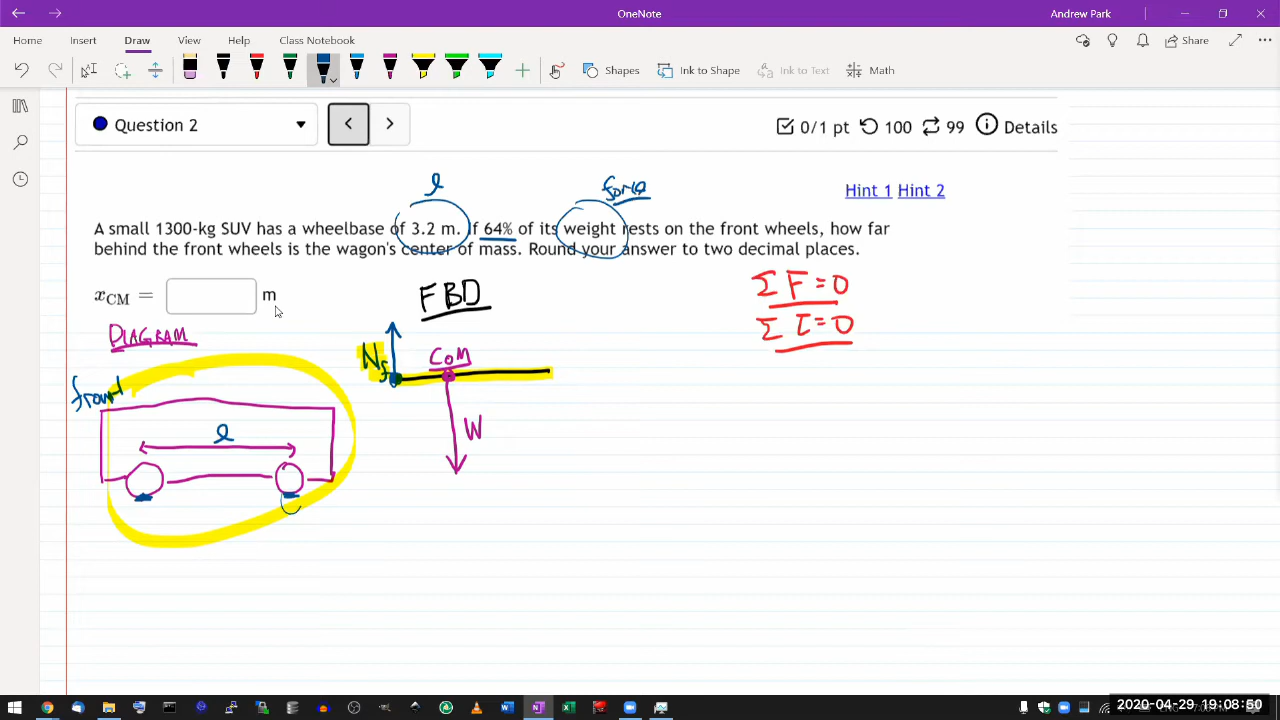 OneNote
Andrew Park
Home Insert Draw View Help Class Notebook
Share
Shapes Ink to Shape Ink to Text Math
Question 2
0/1 pt 100 99 Details
Hint 1 Hint 2
l
force
A small 1300-kg SUV has a wheelbase of 3.2 m. If 64% of its weight rests on the front wheels, how far
behind the front wheels is the wagon's center of mass. Round your answer to two decimal places.
xCM = m
FBD
Σ F = 0
Σ τ = 0
DIAGRAM
Nf
CoM
front
W
l
2020-04-29 19:08:50